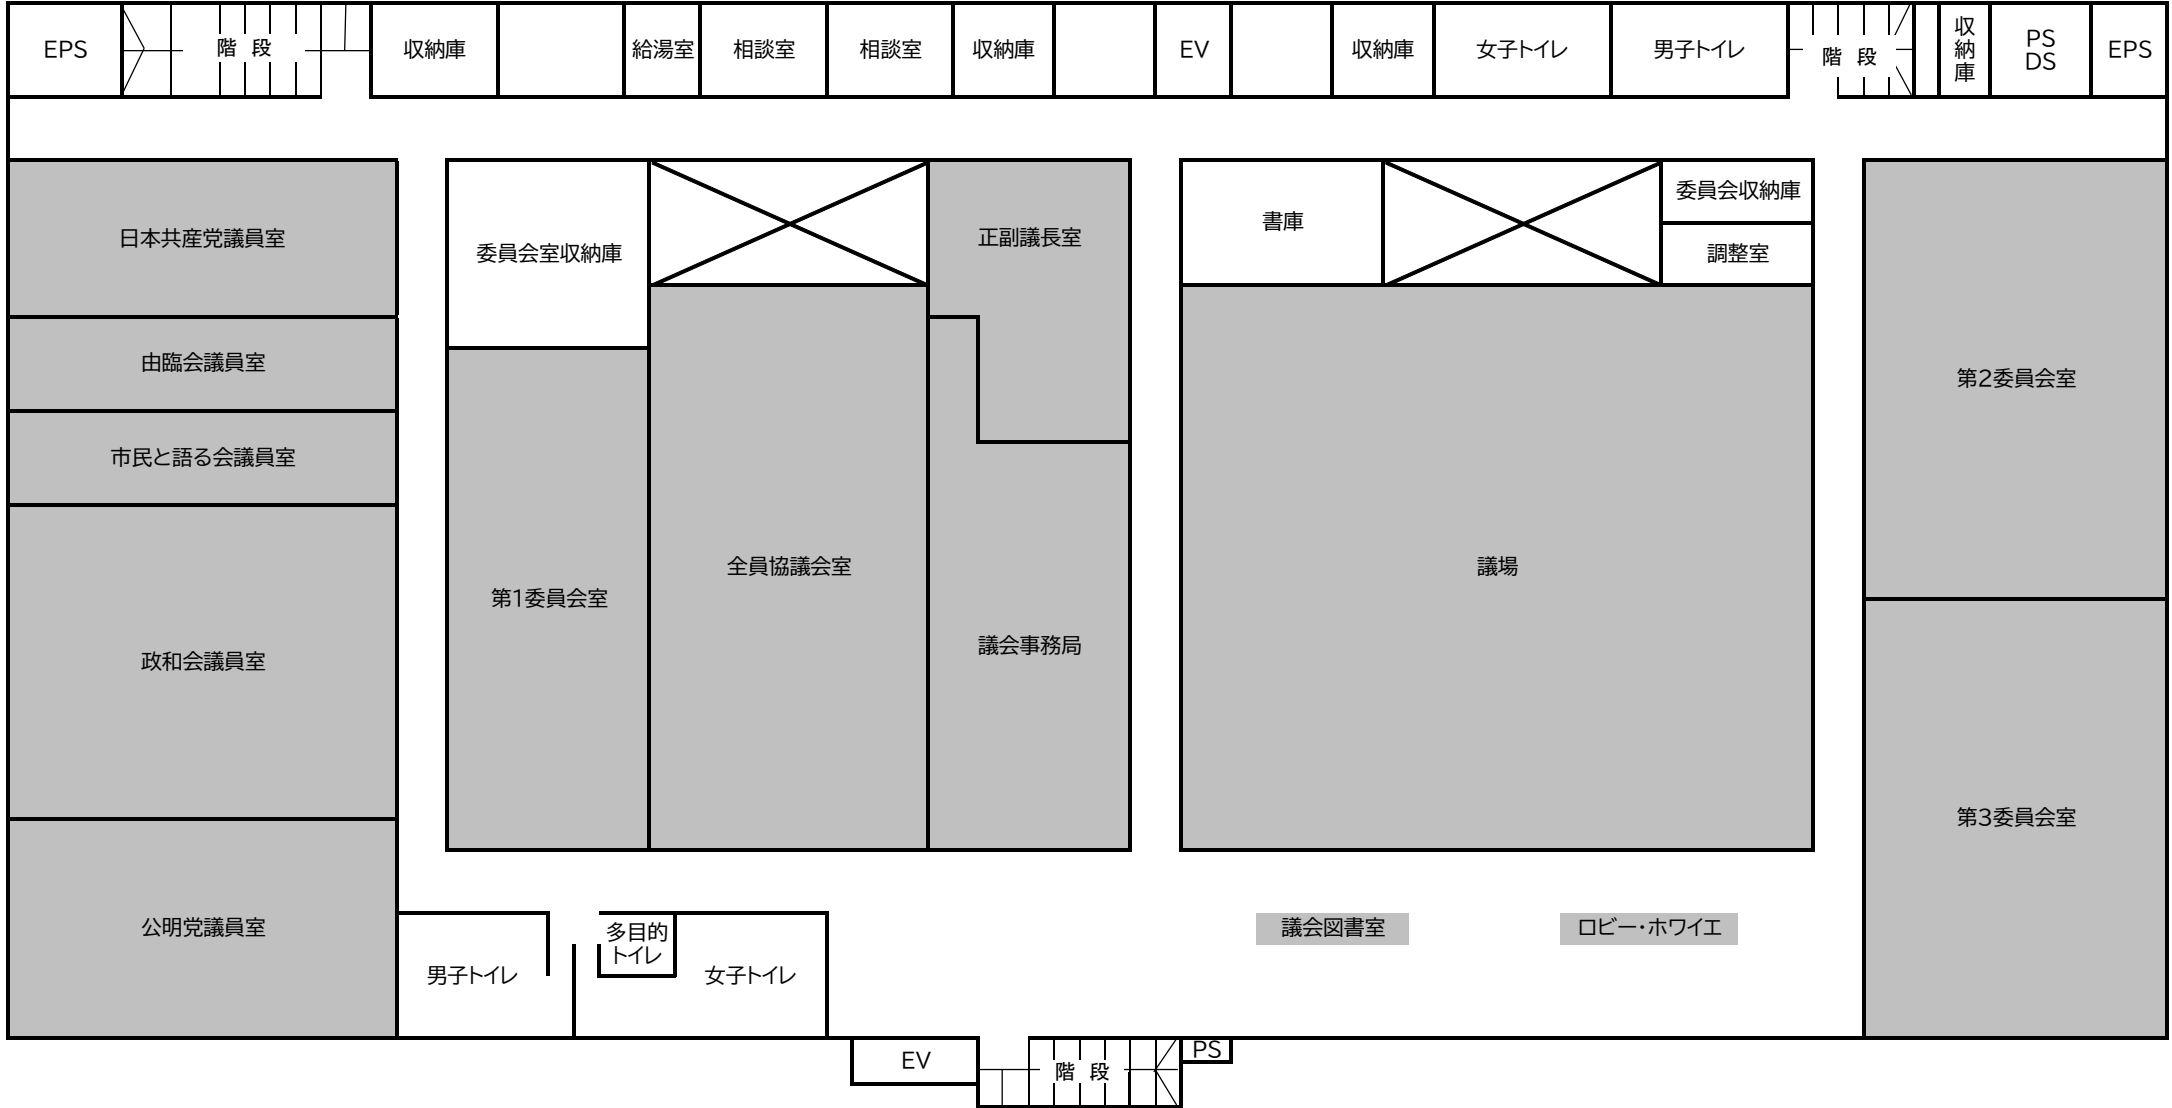 EPS
階 段
収納庫
給湯室
相談室
相談室
収納庫
EV
収納庫
女子トイレ
男子トイレ
階 段
収納庫
PS
DS
EPS
日本共産党議員室
由臨会議員室
市民と語る会議員室
政和会議員室
公明党議員室
委員会室収納庫
第1委員会室
全員協議会室
正副議長室
議会事務局
書庫
委員会収納庫
調整室
議場
第2委員会室
第3委員会室
男子トイレ
多目的
トイレ
女子トイレ
議会図書室
ロビー・ホワイエ
EV
階 段
PS